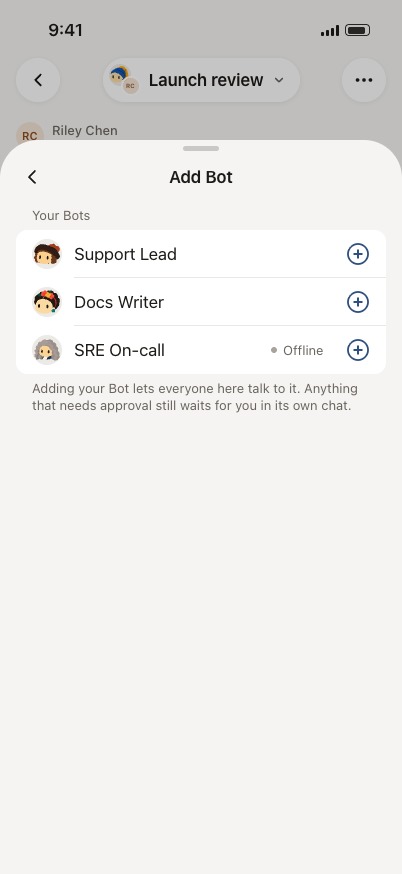 9:41
RC
Launch review
RC
Riley Chen
Add Bot
Your Bots
Support Lead
Docs Writer
SRE On-call
Offline
Adding your Bot lets everyone here talk to it. Anything
that needs approval still waits for you in its own chat.